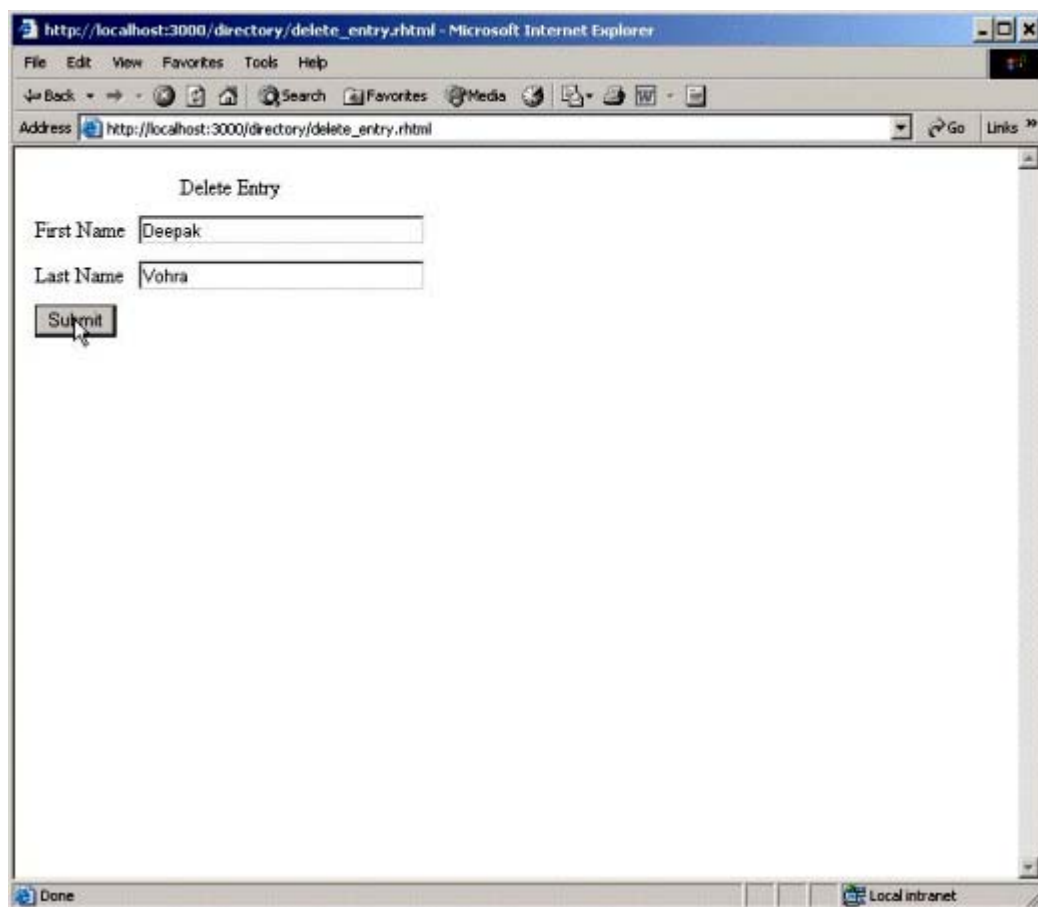 http://localhost:3000/directory/delete_entry.rhtml - Microsoft Internet Explorer
File Edit View Favorites Tools Help
Back Search Favorites Media W
Address http://localhost:3000/directory/delete_entry.rhtml Go Links »
Delete Entry
First Name Deepak
Last Name Vohra
Submit
Done Local intranet